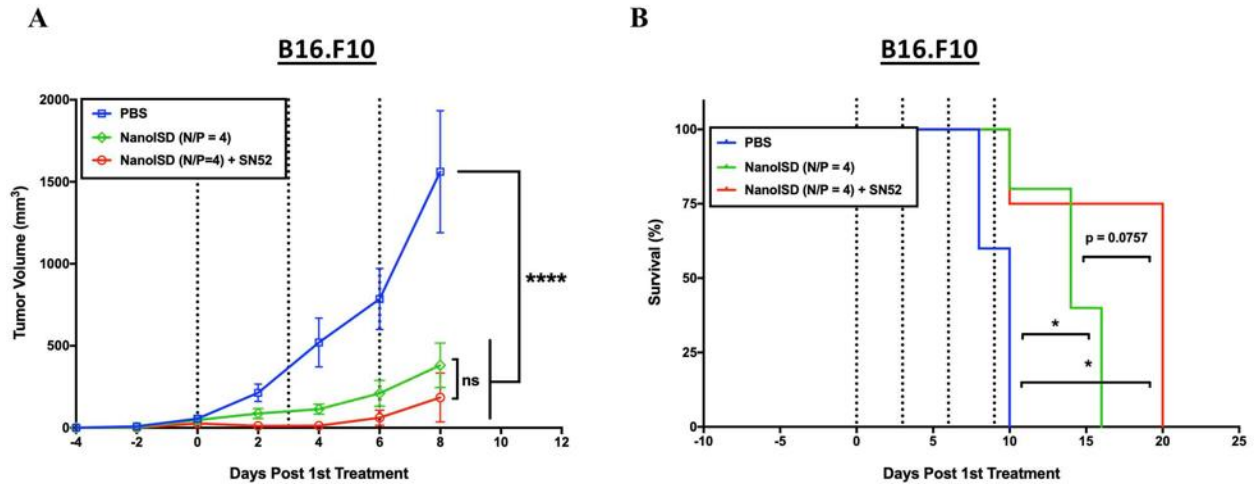 A
B16.F10
PBS
NanoISD (N/P = 4)
NanoISD (N/P=4) + SN52
Tumor Volume (mm³)
2000
1500
1000
500
0
-4
-2
0
2
4
6
8
10
12
Days Post 1st Treatment
ns
****
B
B16.F10
PBS
NanoISD (N/P = 4)
NanoISD (N/P = 4) + SN52
Survival (%)
100
75
50
25
0
-10
-5
0
5
10
15
20
25
Days Post 1st Treatment
p = 0.0757
*
*